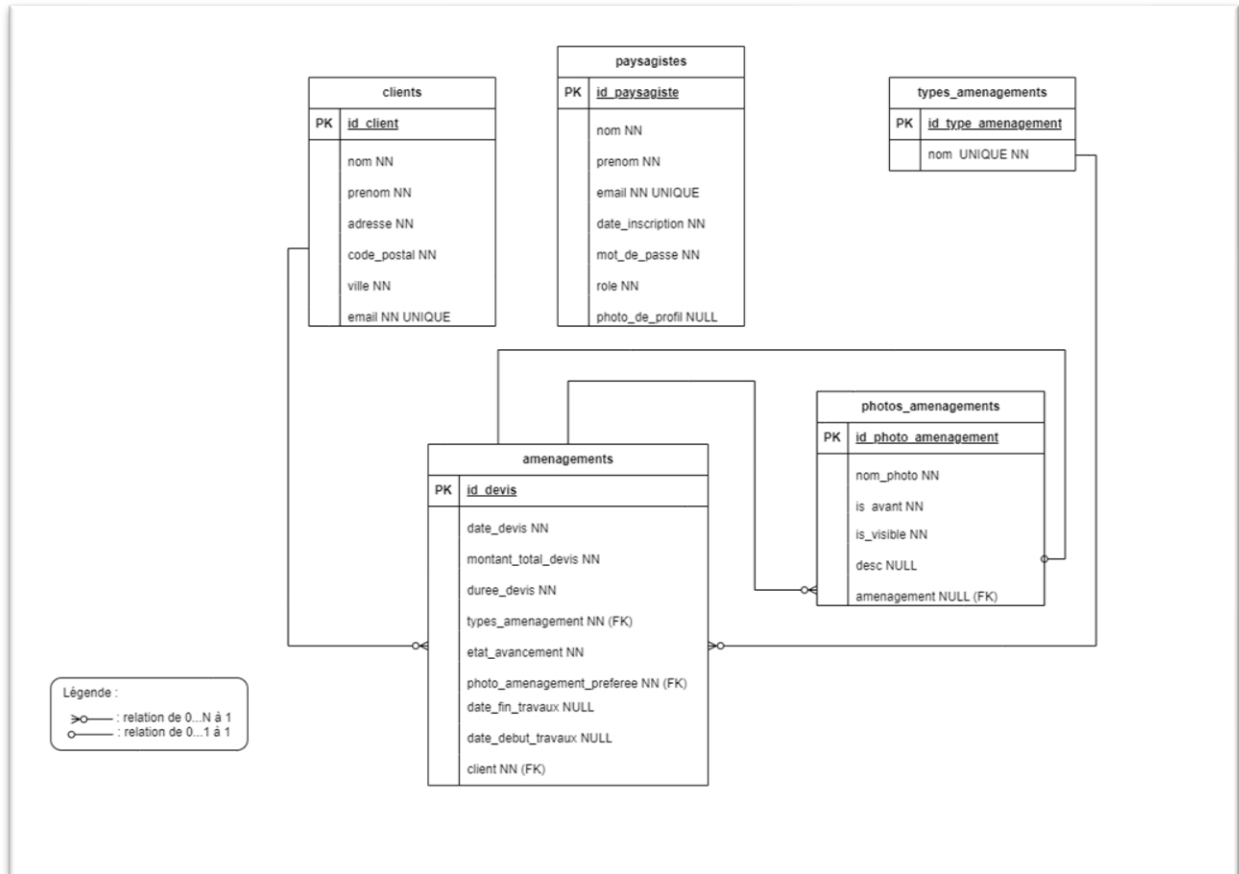 paysagistes
PK id_paysagiste
nom NN
prenom NN
email NN UNIQUE
date_inscription NN
mot_de_passe NN
role NN
photo_de_profil NULL
clients
PK id_client
nom NN
prenom NN
adresse NN
code_postal NN
ville NN
email NN UNIQUE
types_amenagements
PK id_type_amenagement
nom UNIQUE NN
photos_amenagements
PK id_photo_amenagement
nom_photo NN
is_avant NN
is_visible NN
desc NULL
amenagement NULL (FK)
amenagements
PK id_devis
date_devis NN
montant_total_devis NN
duree_devis NN
types_amenagement NN (FK)
etat_avancement NN
photo_amenagement_preferee NN (FK)
date_fin_travaux NULL
date_debut_travaux NULL
client NN (FK)
Légende :
: relation de 0...N à 1
: relation de 0...1 à 1